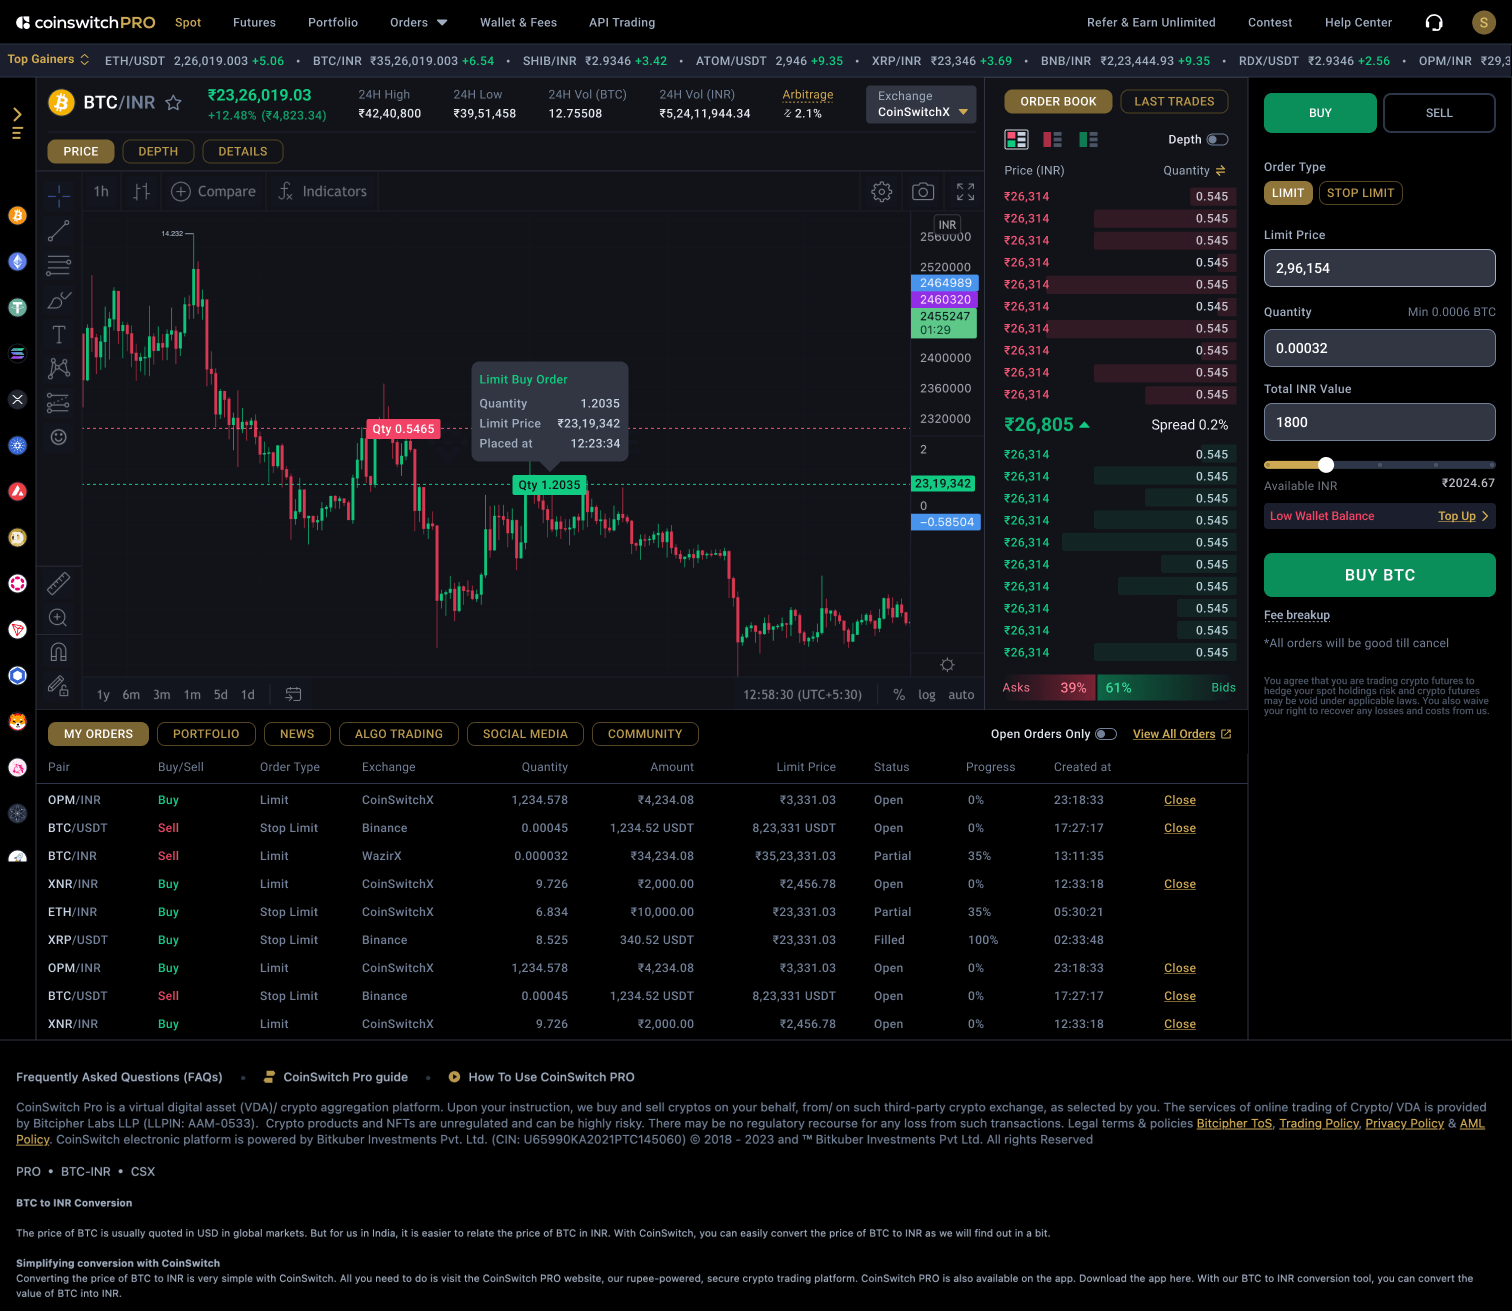 coinswitch PRO Spot Futures Portfolio Orders Wallet & Fees API Trading Refer & Earn Unlimited Contest Help Center S
Top Gainers ETH/USDT 2,26,019.003 +5.06 • BTC/INR ₹35,26,019.003 +6.54 • SHIB/INR ₹2.9346 +3.42 • ATOM/USDT 2,946 +9.35 • XRP/INR ₹23,346 +3.69 • BNB/INR ₹2,23,444.93 +9.35 • RDX/USDT ₹2.9346 +2.56 • OPM/INR ₹29,3
BTC/INR
₹23,26,019.03
+12.48% (₹4,823.34)
24H High
₹42,40,800
24H Low
₹39,51,458
24H Vol (BTC)
12.75508
24H Vol (INR)
₹5,24,11,944.34
Arbitrage
2.1%
Exchange
CoinSwitchX
PRICE DEPTH DETAILS
1h Compare Indicators
14.232
INR
2560000
2520000
2464989
2460320
2455247
01:29
2400000
2360000
2320000
2
23,19,342
0
−0.58504
Qty 0.5465
Limit Buy Order
Quantity 1.2035
Limit Price ₹23,19,342
Placed at 12:23:34
Qty 1.2035
1y 6m 3m 1m 5d 1d 12:58:30 (UTC+5:30) % log auto
ORDER BOOK LAST TRADES
Depth
Price (INR) Quantity
₹26,314 0.545
₹26,314 0.545
₹26,314 0.545
₹26,314 0.545
₹26,314 0.545
₹26,314 0.545
₹26,314 0.545
₹26,314 0.545
₹26,314 0.545
₹26,314 0.545
₹26,805 Spread 0.2%
₹26,314 0.545
₹26,314 0.545
₹26,314 0.545
₹26,314 0.545
₹26,314 0.545
₹26,314 0.545
₹26,314 0.545
₹26,314 0.545
₹26,314 0.545
₹26,314 0.545
Asks 39% 61% Bids
BUY SELL
Order Type
LIMIT STOP LIMIT
Limit Price
2,96,154
Quantity Min 0.0006 BTC
0.00032
Total INR Value
1800
Available INR ₹2024.67
Low Wallet Balance Top Up
BUY BTC
Fee breakup
*All orders will be good till cancel
You agree that you are trading crypto futures to
hedge your spot holdings risk and crypto futures
may be void under applicable laws. You also waive
your right to recover any losses and costs from us.
MY ORDERS PORTFOLIO NEWS ALGO TRADING SOCIAL MEDIA COMMUNITY Open Orders Only View All Orders
Pair Buy/Sell Order Type Exchange Quantity Amount Limit Price Status Progress Created at
OPM/INR Buy Limit CoinSwitchX 1,234.578 ₹4,234.08 ₹3,331.03 Open 0% 23:18:33 Close
BTC/USDT Sell Stop Limit Binance 0.00045 1,234.52 USDT 8,23,331 USDT Open 0% 17:27:17 Close
BTC/INR Sell Limit WazirX 0.000032 ₹34,234.08 ₹35,23,331.03 Partial 35% 13:11:35
XNR/INR Buy Limit CoinSwitchX 9.726 ₹2,000.00 ₹2,456.78 Open 0% 12:33:18 Close
ETH/INR Buy Stop Limit CoinSwitchX 6.834 ₹10,000.00 ₹23,331.03 Partial 35% 05:30:21
XRP/USDT Buy Stop Limit Binance 8.525 340.52 USDT ₹23,331.03 Filled 100% 02:33:48
OPM/INR Buy Limit CoinSwitchX 1,234.578 ₹4,234.08 ₹3,331.03 Open 0% 23:18:33 Close
BTC/USDT Sell Stop Limit Binance 0.00045 1,234.52 USDT 8,23,331 USDT Open 0% 17:27:17 Close
XNR/INR Buy Limit CoinSwitchX 9.726 ₹2,000.00 ₹2,456.78 Open 0% 12:33:18 Close
Frequently Asked Questions (FAQs) • CoinSwitch Pro guide • How To Use CoinSwitch PRO
CoinSwitch Pro is a virtual digital asset (VDA)/ crypto aggregation platform. Upon your instruction, we buy and sell cryptos on your behalf, from/ on such third-party crypto exchange, as selected by you. The services of online trading of Crypto/ VDA is provided
by Bitcipher Labs LLP (LLPIN: AAM-0533). Crypto products and NFTs are unregulated and can be highly risky. There may be no regulatory recourse for any loss from such transactions. Legal terms & policies Bitcipher ToS, Trading Policy, Privacy Policy & AML
Policy. CoinSwitch electronic platform is powered by Bitkuber Investments Pvt. Ltd. (CIN: U65990KA2021PTC145060) © 2018 - 2023 and ™ Bitkuber Investments Pvt Ltd. All rights Reserved
PRO • BTC-INR • CSX
BTC to INR Conversion
The price of BTC is usually quoted in USD in global markets. But for us in India, it is easier to relate the price of BTC in INR. With CoinSwitch, you can easily convert the price of BTC to INR as we will find out in a bit.
Simplifying conversion with CoinSwitch
Converting the price of BTC to INR is very simple with CoinSwitch. All you need to do is visit the CoinSwitch PRO website, our rupee-powered, secure crypto trading platform. CoinSwitch PRO is also available on the app. Download the app here. With our BTC to INR conversion tool, you can convert the
value of BTC into INR.